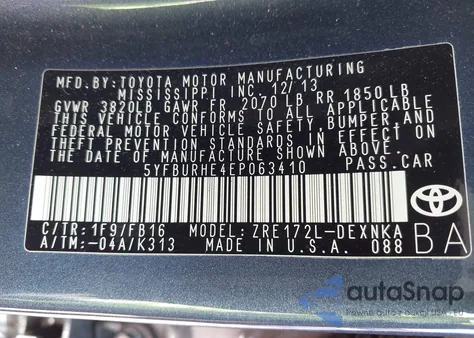 MFD.BY: TOYOTA MOTOR MANUFACTURING
MISSISSIPPI INC. 12/13
GVWR 3820LB GAWR FR 2070 LB, RR 1850 LB
THIS VEHICLE CONFORMS TO ALL APPLICABLE
FEDERAL MOTOR VEHICLE SAFETY, BUMPER, AND
THEFT PREVENTION STANDARDS IN EFFECT ON
THE DATE OF MANUFACTURE SHOWN ABOVE.
5YFBURHE4EP063410 PASS.CAR
C/TR: 1F9/FB16 MODEL: ZRE172L-DEXNKA
A/TM: -04A/K313 MADE IN U.S.A. 088
BA
autoSnap